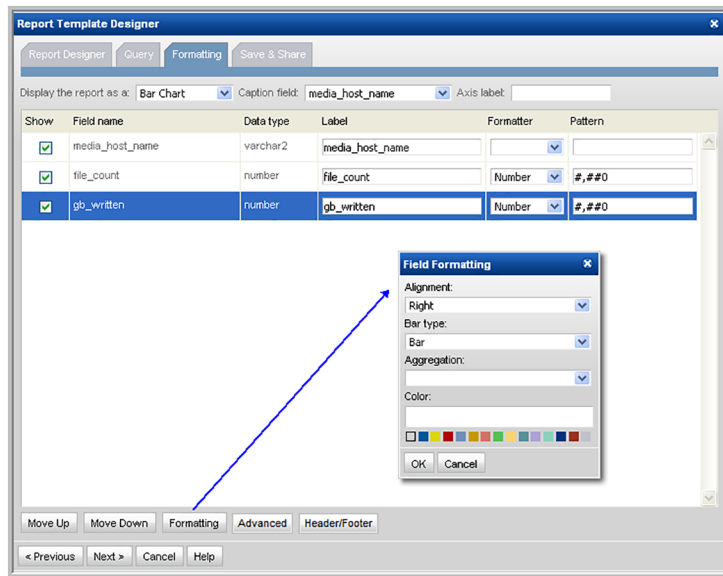 Report Template Designer
Report Designer Query Formatting Save & Share
Display the report as a: Bar Chart Caption field: media_host_name Axis label:
Show Field name Data type Label Formatter Pattern
media_host_name varchar2 media_host_name
file_count number file_count Number #,##0
gb_written number gb_written Number #,##0
Field Formatting
Alignment:
Right
Bar type:
Bar
Aggregation:
Color:
OK Cancel
Move Up Move Down Formatting Advanced Header/Footer
< Previous Next > Cancel Help